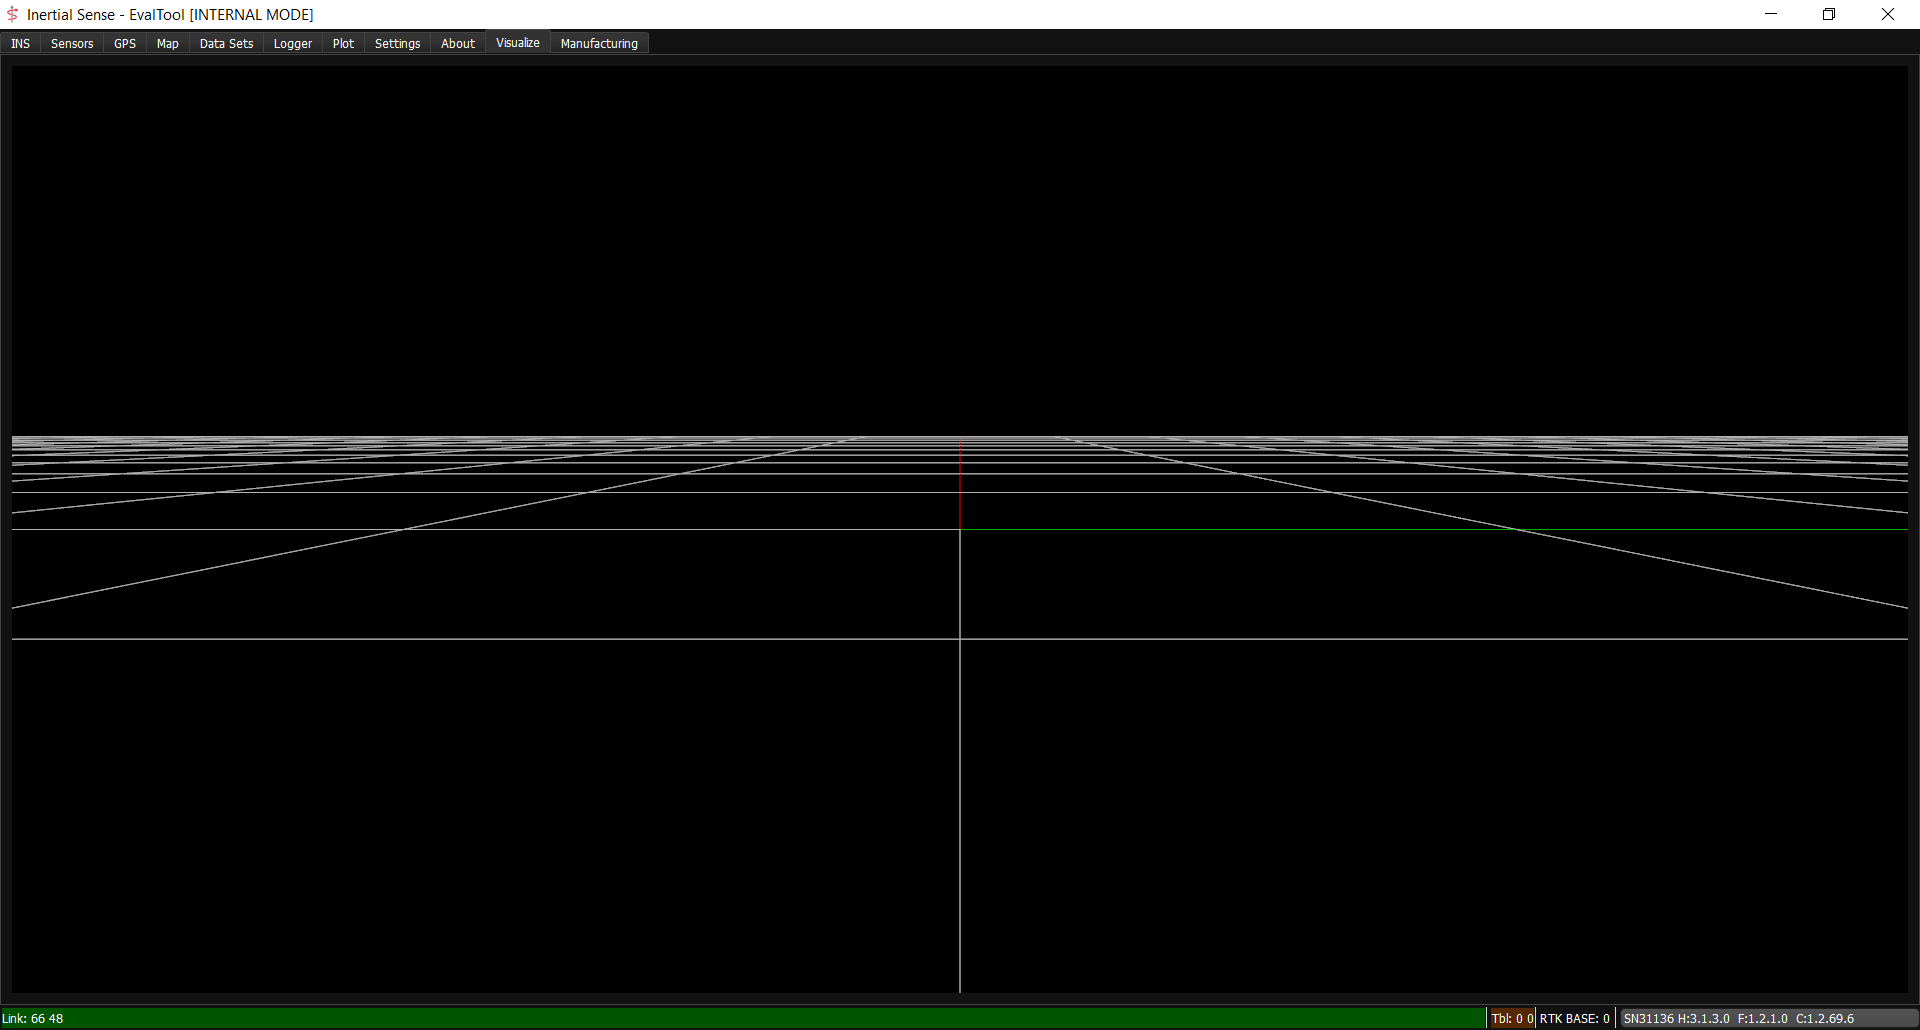 Inertial Sense - EvalTool [INTERNAL MODE]
INS Sensors GPS Map Data Sets Logger Plot Settings About Visualize Manufacturing
Link: 66 48 Tbl: 0 0 RTK BASE: 0 SN31136 H:3.1.3.0 F:1.2.1.0 C:1.2.69.6